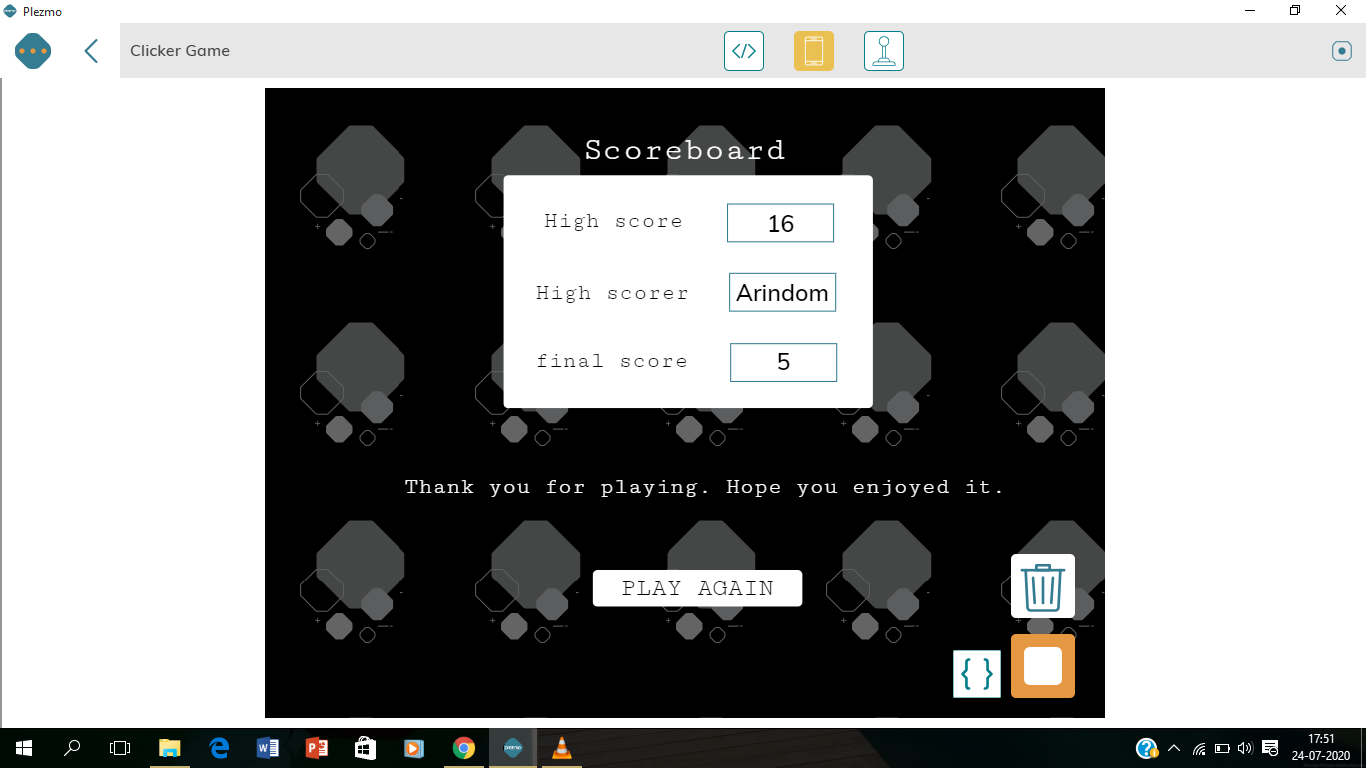 Plezmo
Clicker Game
</>
Scoreboard
High score 16
High scorer Arindom
final score 5
Thank you for playing. Hope you enjoyed it.
PLAY AGAIN
{ }
17:51
24-07-2020